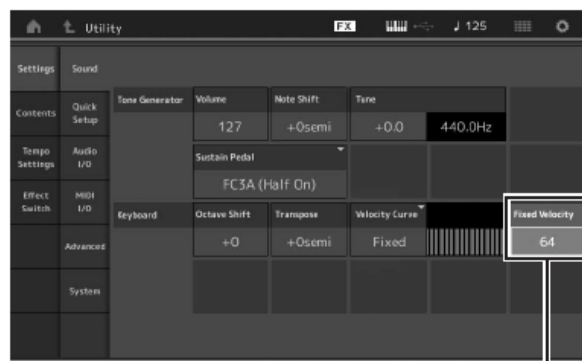 Utility FX ♩ 125
Settings Sound
Tone Generator Volume Note Shift Tune
Contents Quick Setup
127 +0semi +0.0 440.0Hz
Tempo Settings Audio I/O
Sustain Pedal
FC3A (Half On)
Effect Switch MIDI I/O
Keyboard Octave Shift Transpose Velocity Curve Fixed Velocity
+0 +0semi Fixed 64
Advanced
System